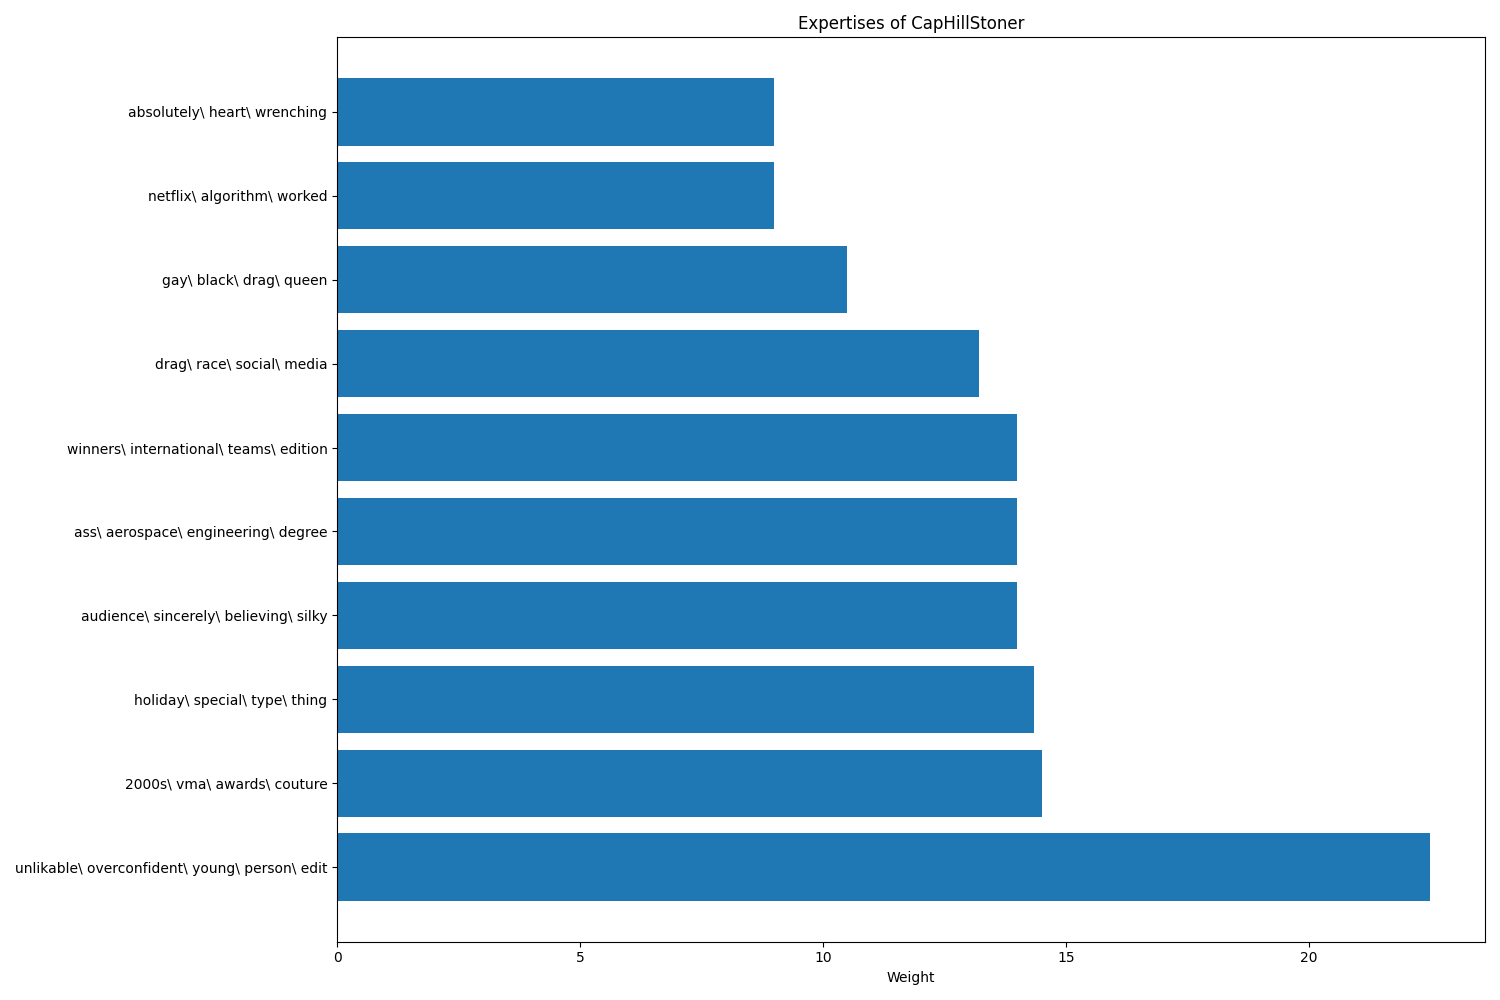 Expertises of CapHillStoner
absolutely\ heart\ wrenching
netflix\ algorithm\ worked
gay\ black\ drag\ queen
drag\ race\ social\ media
winners\ international\ teams\ edition
ass\ aerospace\ engineering\ degree
audience\ sincerely\ believing\ silky
holiday\ special\ type\ thing
2000s\ vma\ awards\ couture
unlikable\ overconfident\ young\ person\ edit
0 5 10 15 20
Weight